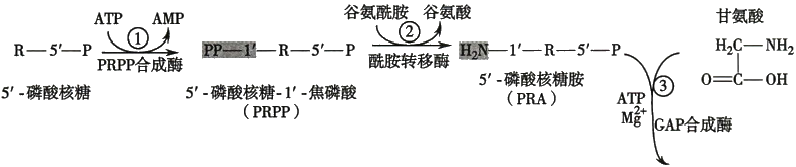 ATP AMP 谷氨酰胺 谷氨酸 甘氨酸
R—5′—P ① PP—1′—R—5′—P ② H₂N—1′—R—5′—P H₂C—NH₂
PRPP合成酶 酰胺转移酶 O=C—OH
5′-磷酸核糖 5′-磷酸核糖-1′-焦磷酸 5′-磷酸核糖胺 ③
(PRPP) (PRA) ATP
Mg²⁺ GAP合成酶